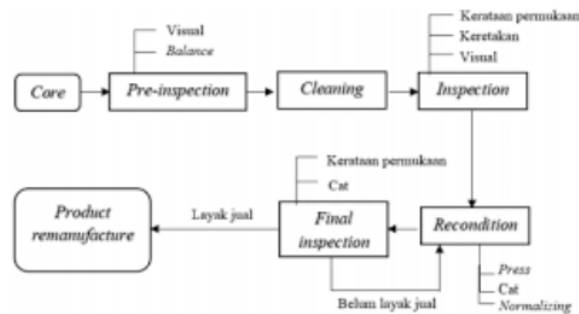 Visual
Balance
Kerataan permukaan
Keretakan
Visual
Core
Pre-inspection
Cleaning
Inspection
Kerataan permukaan
Cat
Product
remanufacture
Layak jual
Final
inspection
Recondition
Press
Cat
Normalizing
Belum layak jual